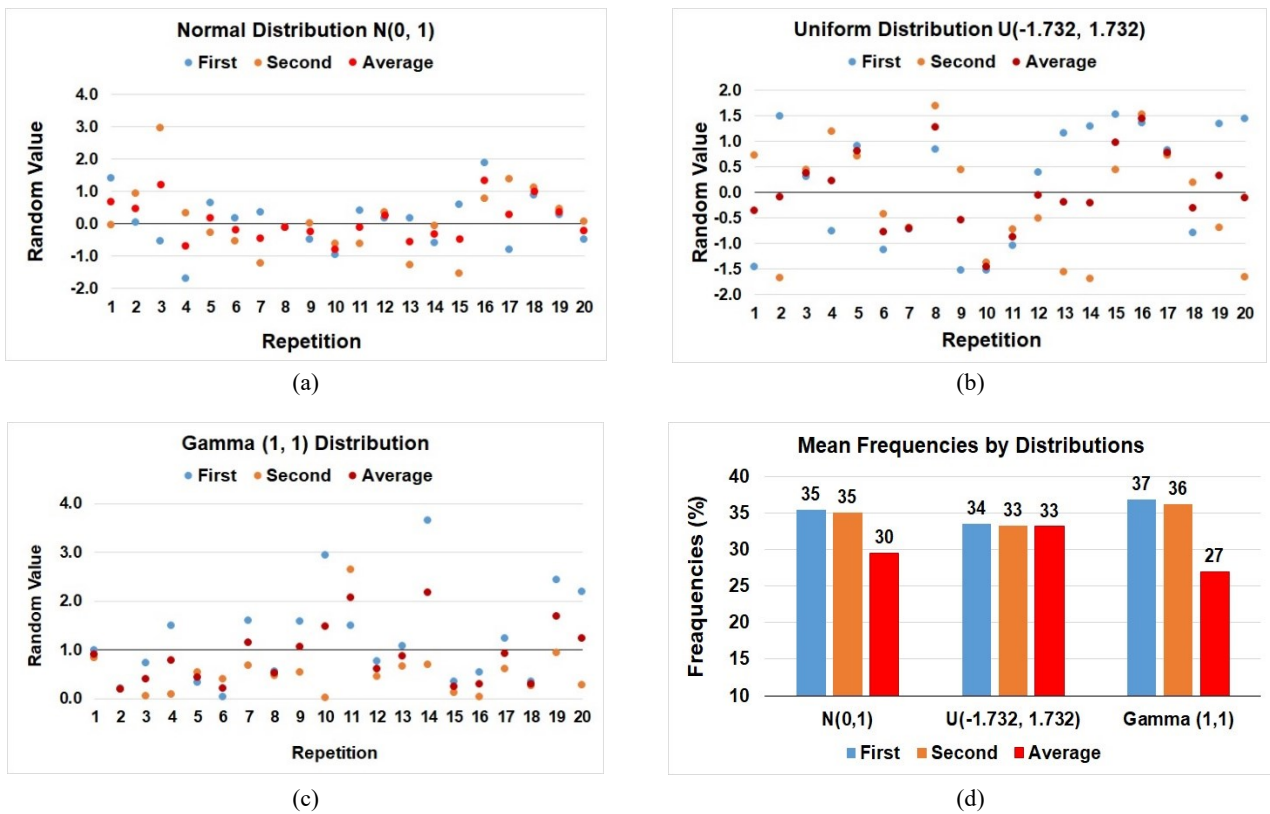 Normal Distribution N(0, 1)
First Second Average
Random Value
4.0
3.0
2.0
1.0
0.0
-1.0
-2.0
1 2 3 4 5 6 7 8 9 10 11 12 13 14 15 16 17 18 19 20
Repetition
(a)
Uniform Distribution U(-1.732, 1.732)
First Second Average
Random Value
2.0
1.5
1.0
0.5
0.0
-0.5
-1.0
-1.5
-2.0
1 2 3 4 5 6 7 8 9 10 11 12 13 14 15 16 17 18 19 20
Repetition
(b)
Gamma (1, 1) Distribution
First Second Average
Random Value
4.0
3.0
2.0
1.0
0.0
1 2 3 4 5 6 7 8 9 10 11 12 13 14 15 16 17 18 19 20
Repetition
(c)
Mean Frequencies by Distributions
Freaquencies (%)
40
35
30
25
20
15
10
35 35 30 34 33 33 37 36 27
N(0,1) U(-1.732, 1.732) Gamma (1,1)
First Second Average
(d)